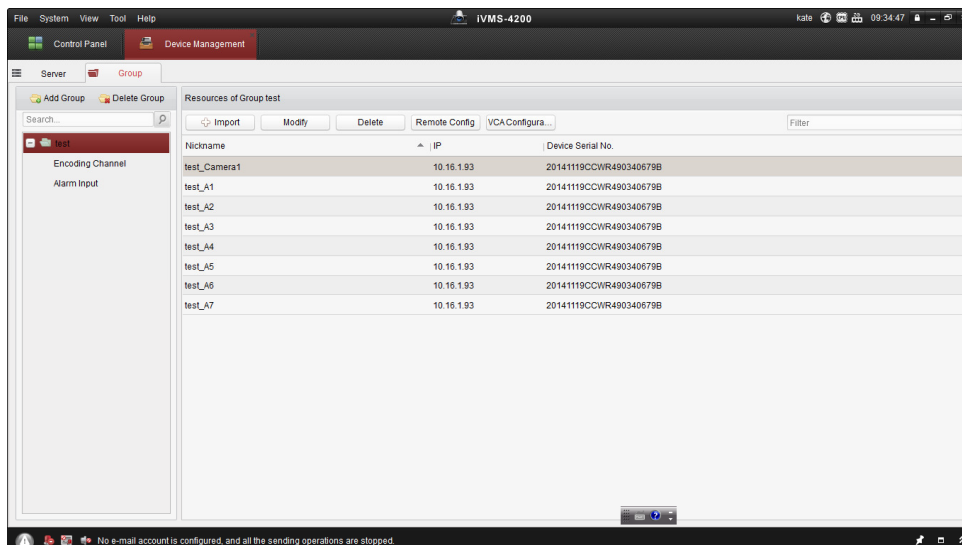 File System View Tool Help
iVMS-4200
kate 09:34:47
Control Panel
Device Management
Server
Group
Add Group
Delete Group
Resources of Group test
Search...
Import
Modify
Delete
Remote Config
VCA Configura...
Filter
test
Nickname IP Device Serial No.
Encoding Channel
Alarm Input
test_Camera1 10.16.1.93 20141119CCWR490340679B
test_A1 10.16.1.93 20141119CCWR490340679B
test_A2 10.16.1.93 20141119CCWR490340679B
test_A3 10.16.1.93 20141119CCWR490340679B
test_A4 10.16.1.93 20141119CCWR490340679B
test_A5 10.16.1.93 20141119CCWR490340679B
test_A6 10.16.1.93 20141119CCWR490340679B
test_A7 10.16.1.93 20141119CCWR490340679B
No e-mail account is configured, and all the sending operations are stopped.